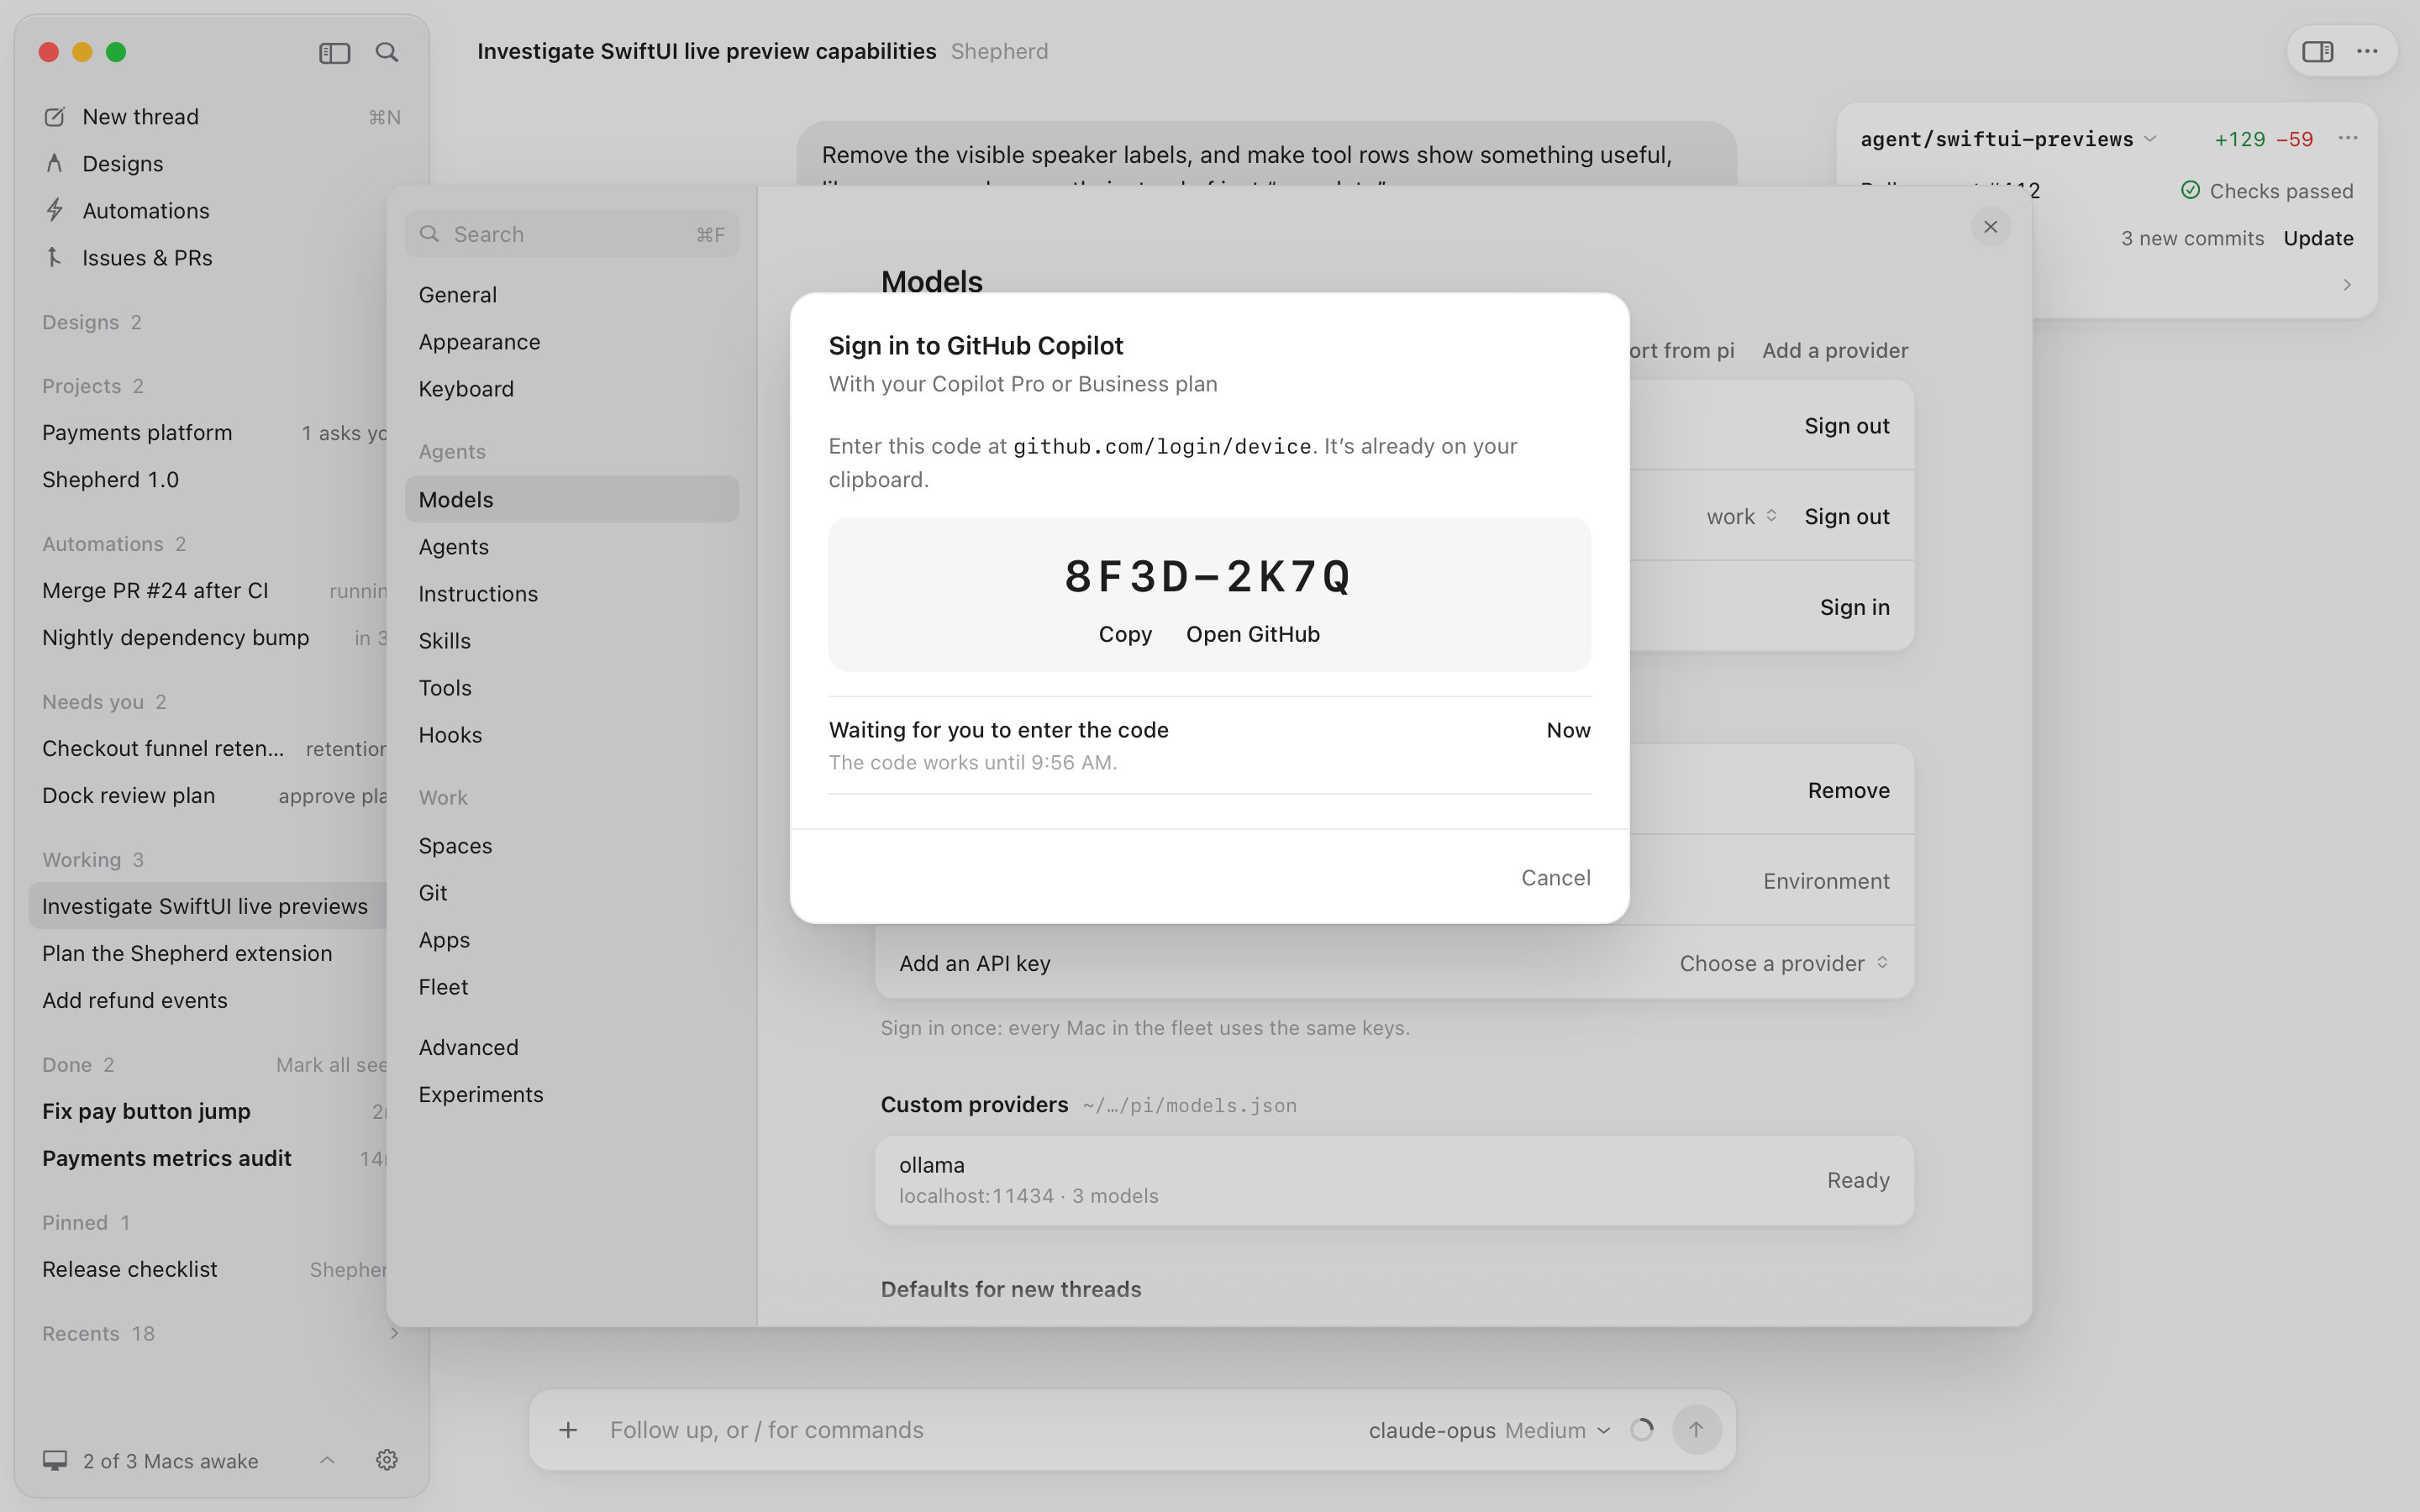 New thread ⌘N
Designs
Automations
Issues & PRs
Designs 2
Projects 2
Payments platform 1 asks
Shepherd 1.0
Automations 2
Merge PR #24 after CI
Nightly dependency bump in
Needs you 2
Checkout funnel reten…
Dock review plan approve
Working 3
Investigate SwiftUI live previews
Plan the Shepherd extension
Add refund events
Done 2 Mark all
Fix pay button jump
Payments metrics audit
Pinned 1
Release checklist
Recents 18
2 of 3 Macs awake
Investigate SwiftUI live preview capabilities Shepherd
Remove the visible speaker labels, and make tool rows show something useful,
agent/swiftui-previews +129 −59
Checks passed
3 new commits Update
Search ⌘F
General
Appearance
Keyboard
Agents
Models
Agents
Instructions
Skills
Tools
Hooks
Work
Spaces
Git
Apps
Fleet
Advanced
Experiments
Models
from pi Add a provider
Sign out
work Sign out
Sign in
Remove
Environment
Add an API key Choose a provider
Sign in once: every Mac in the fleet uses the same keys.
Custom providers ~/…/pi/models.json
ollama
localhost:11434 · 3 models
Ready
Defaults for new threads
Sign in to GitHub Copilot
With your Copilot Pro or Business plan
Enter this code at github.com/login/device. It’s already on your
clipboard.
8F3D–2K7Q
Copy Open GitHub
Waiting for you to enter the code Now
The code works until 9:56 AM.
Cancel
Follow up, or / for commands claude-opus Medium